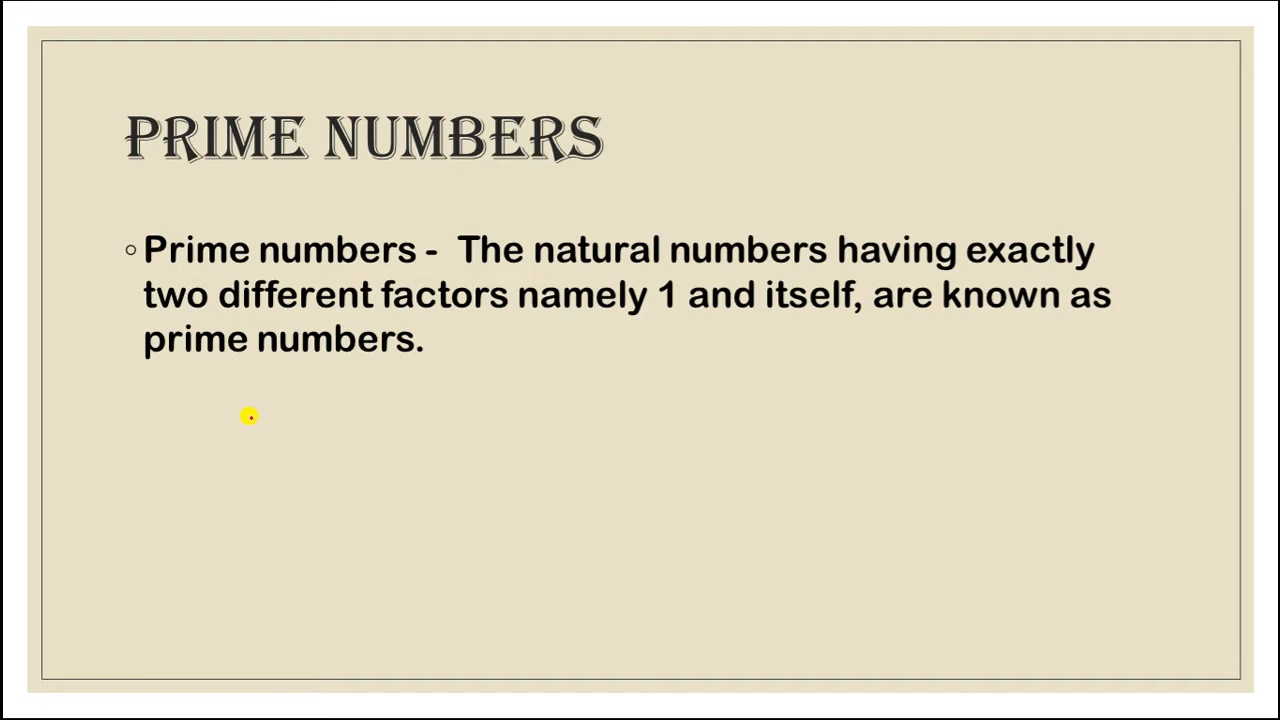 PRIME NUMBERS
◦ Prime numbers - The natural numbers having exactly
two different factors namely 1 and itself, are known as
prime numbers.